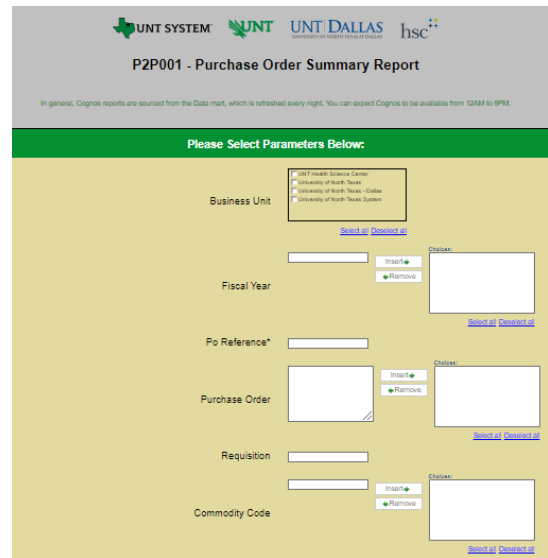 UNT SYSTEM UNT UNT DALLAS hsc
UNIVERSITY OF NORTH TEXAS AT DALLAS
P2P001 - Purchase Order Summary Report
In general, Cognos reports are sourced from the Data mart, which is refreshed every night. You can expect Cognos to be available from 12AM to 9PM.
Please Select Parameters Below:
Business Unit
UNT Health Science Center
University of North Texas
University of North Texas - Dallas
University of North Texas System
Select all Deselect all
Fiscal Year
Insert
Remove
Choices:
Select all Deselect all
Po Reference*
Purchase Order
Insert
Remove
Choices:
Select all Deselect all
Requisition
Commodity Code
Insert
Remove
Choices:
Select all Deselect all